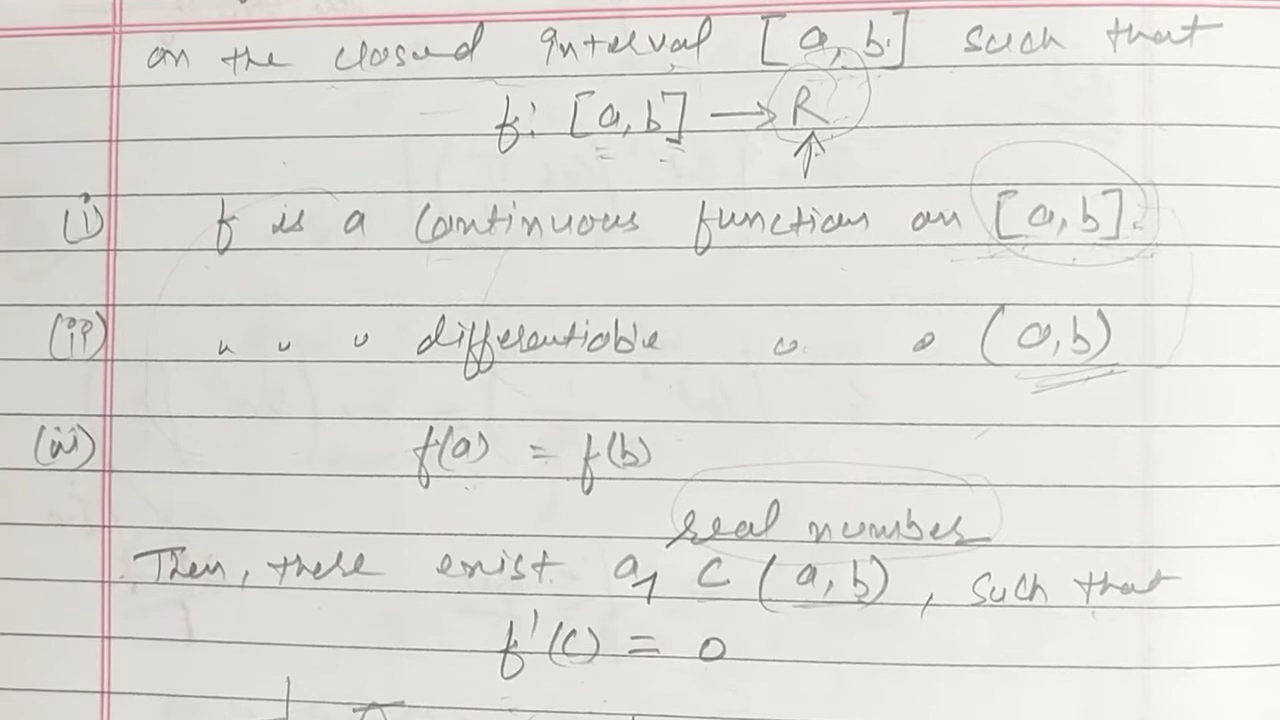 on the closed interval [a, b] such that
f: [a, b] → R
↑
(i) f is a continuous function on [a, b].
(ii) " " " differentiable " " (a, b)
(iii) f(a) = f(b)
real number
Then, there exist a, C (a, b), such that
f'(c) = 0